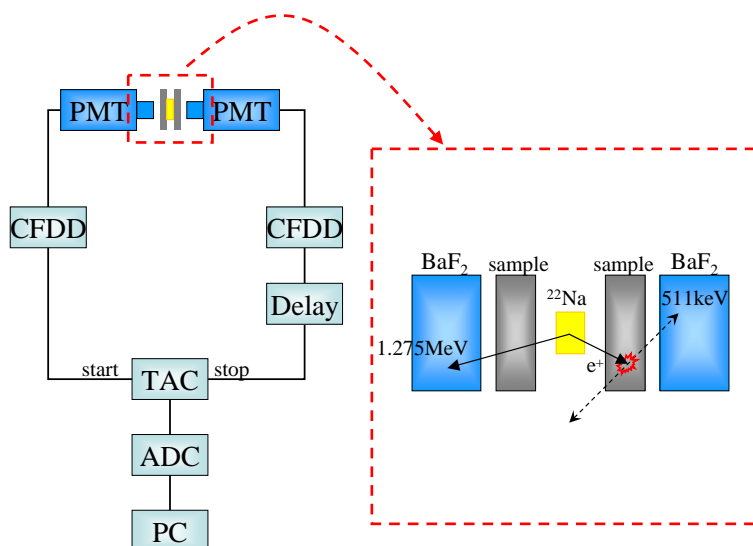 PMT
PMT
CFDD
CFDD
Delay
start
TAC
stop
ADC
PC
BaF₂
sample
sample
BaF₂
²²Na
511keV
1.275MeV
e⁺